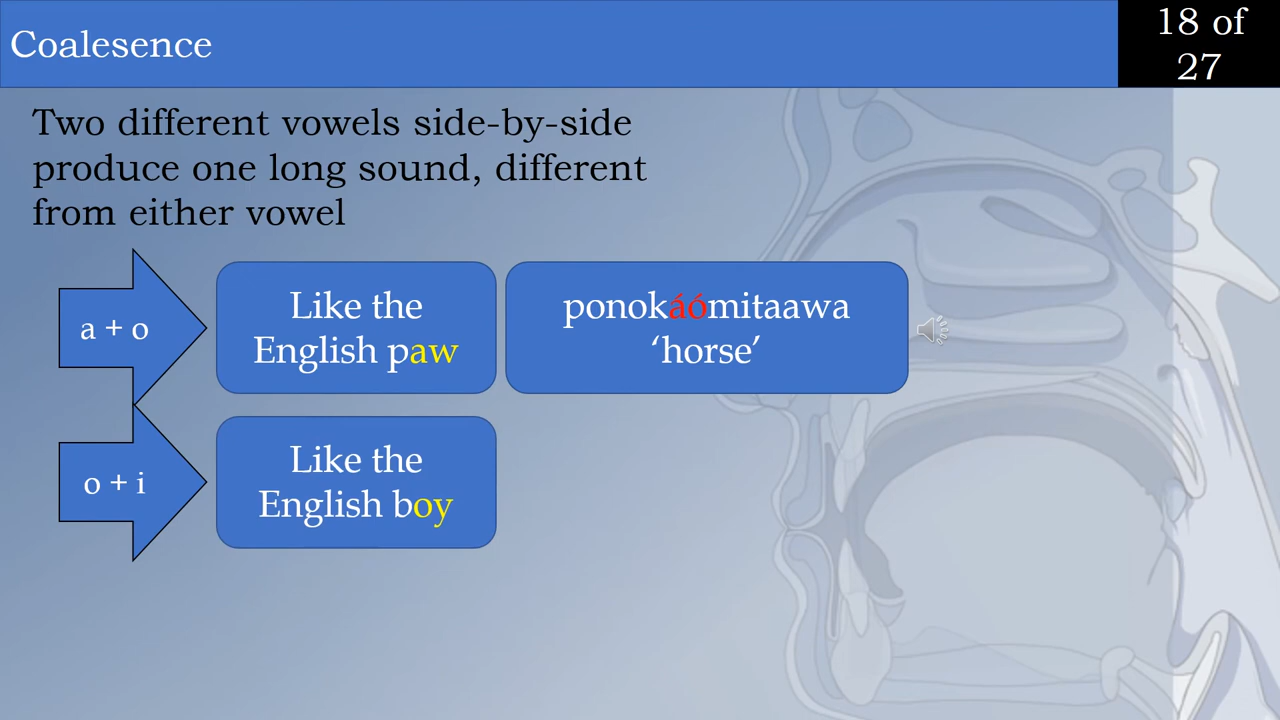 Coalesence
18 of
27
Two different vowels side-by-side
produce one long sound, different
from either vowel
a + o
Like the
English paw
ponokáómitaawa
‘horse’
o + i
Like the
English boy